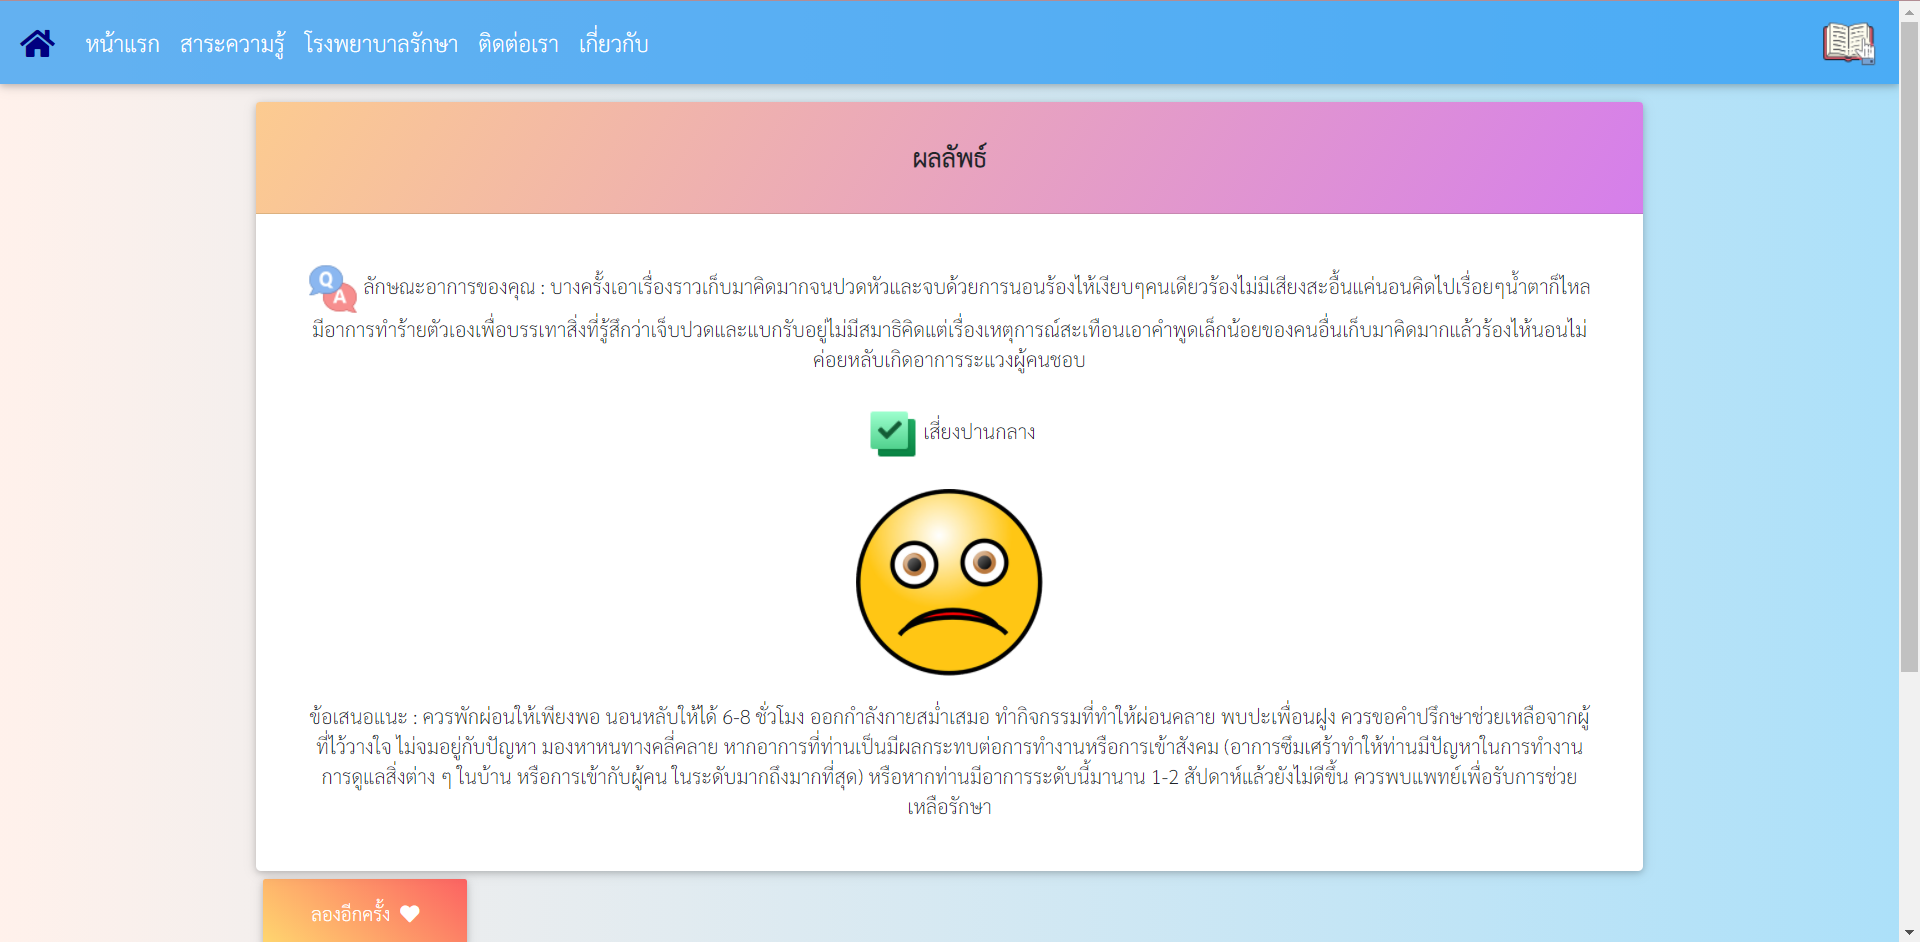 หน้าแรก สาระความรู้ โรงพยาบาลรักษา ติดต่อเรา เกี่ยวกับ
ผลลัพธ์
Q A ลักษณะอาการของคุณ : บางครั้งเอาเรื่องราวเก็บมาคิดมากจนปวดหัวและจบด้วยการนอนร้องไห้เงียบๆคนเดียวร้องไม่มีเสียงสะอื้นแค่นอนคิดไปเรื่อยๆน้ำตาก็ไหล
มีอาการทำร้ายตัวเองเพื่อบรรเทาสิ่งที่รู้สึกว่าเจ็บปวดและแบกรับอยู่ไม่มีสมาธิคิดแต่เรื่องเหตุการณ์สะเทือนเอาคำพูดเล็กน้อยของคนอื่นเก็บมาคิดมากแล้วร้องไห้นอนไม่
ค่อยหลับเกิดอาการระแวงผู้คนชอบ
เสี่ยงปานกลาง
ข้อเสนอแนะ : ควรพักผ่อนให้เพียงพอ นอนหลับให้ได้ 6-8 ชั่วโมง ออกกำลังกายสม่ำเสมอ ทำกิจกรรมที่ทำให้ผ่อนคลาย พบปะเพื่อนฝูง ควรขอคำปรึกษาช่วยเหลือจากผู้
ที่ไว้วางใจ ไม่จมอยู่กับปัญหา มองหาหนทางคลี่คลาย หากอาการที่ท่านเป็นมีผลกระทบต่อการทำงานหรือการเข้าสังคม (อาการซึมเศร้าทำให้ท่านมีปัญหาในการทำงาน
การดูแลสิ่งต่าง ๆ ในบ้าน หรือการเข้ากับผู้คน ในระดับมากถึงมากที่สุด) หรือหากท่านมีอาการระดับนี้มานาน 1-2 สัปดาห์แล้วยังไม่ดีขึ้น ควรพบแพทย์เพื่อรับการช่วย
เหลือรักษา
ลองอีกครั้ง